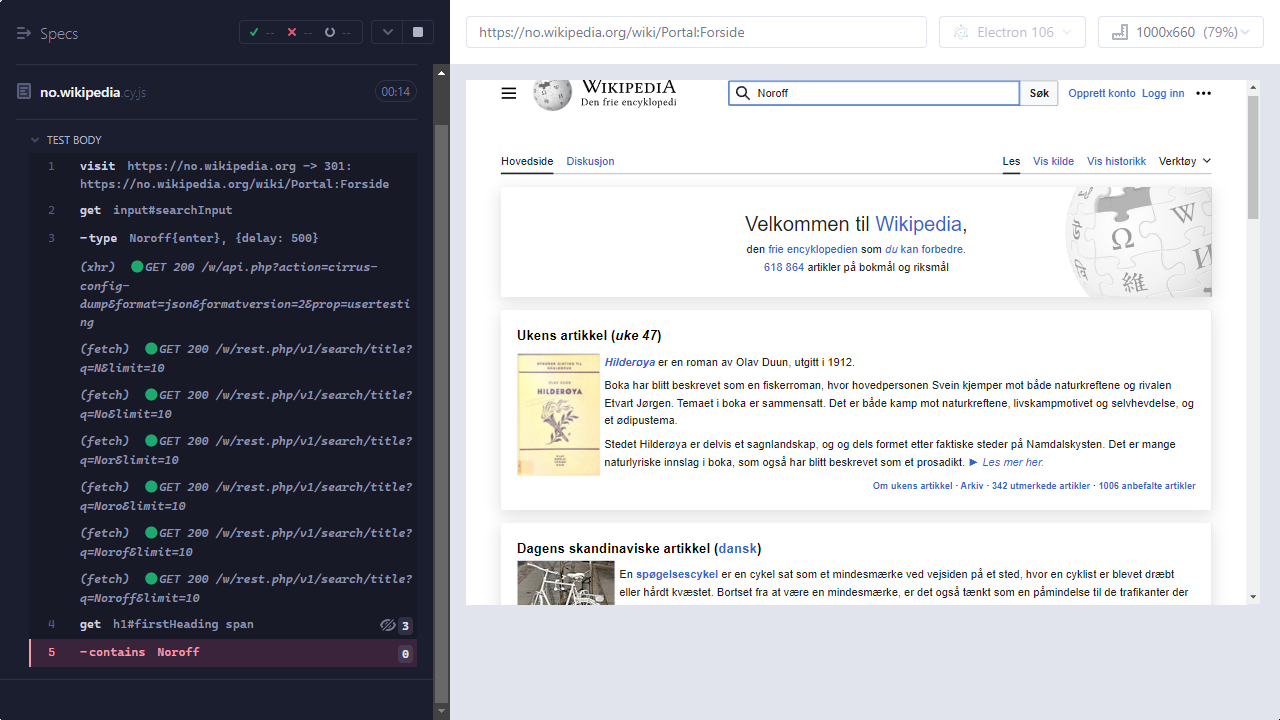 Specs
-- -- --
no.wikipedia.cy.js
00:14
TEST BODY
1 visit https://no.wikipedia.org -> 301:
https://no.wikipedia.org/wiki/Portal:Forside
2 get input#searchInput
3 -type Noroff{enter}, {delay: 500}
(xhr) GET 200 /w/api.php?action=cirrus-
config-
dump&format=json&formatversion=2&prop=usertesti
ng
(fetch) GET 200 /w/rest.php/v1/search/title?
q=N&limit=10
(fetch) GET 200 /w/rest.php/v1/search/title?
q=No&limit=10
(fetch) GET 200 /w/rest.php/v1/search/title?
q=Nor&limit=10
(fetch) GET 200 /w/rest.php/v1/search/title?
q=Noro&limit=10
(fetch) GET 200 /w/rest.php/v1/search/title?
q=Norof&limit=10
(fetch) GET 200 /w/rest.php/v1/search/title?
q=Noroff&limit=10
4 get h1#firstHeading span 3
5 -contains Noroff 0
https://no.wikipedia.org/wiki/Portal:Forside
Electron 106
1000x660 (79%)
WIKIPEDIA
Den frie encyklopedi
Noroff
Søk
Opprett konto Logg inn
Hovedside Diskusjon
Les Vis kilde Vis historikk Verktøy
Velkommen til Wikipedia,
den frie encyklopedien som du kan forbedre.
618 864 artikler på bokmål og riksmål
Ω
W
維
Ukens artikkel (uke 47)
HILDERØYA
Hilderøya er en roman av Olav Duun, utgitt i 1912.
Boka har blitt beskrevet som en fiskerroman, hvor hovedpersonen Svein kjemper mot både naturkreftene og rivalen
Etvart Jørgen. Temaet i boka er sammensatt. Det er både kamp mot naturkreftene, livskampmotivet og selvhevdelse, og
et ødipustema.
Stedet Hilderøya er delvis et sagnlandskap, og og dels formet etter faktiske steder på Namdalskysten. Det er mange
naturlyriske innslag i boka, som også har blitt beskrevet som et prosadikt. ► Les mer her.
Om ukens artikkel · Arkiv · 342 utmerkede artikler · 1006 anbefalte artikler
Dagens skandinaviske artikkel (dansk)
En spøgelsescykel er en cykel sat som et mindesmærke ved vejsiden på et sted, hvor en cyklist er blevet dræbt
eller hårdt kvæstet. Bortset fra at være en mindesmærke, er det også tænkt som en påmindelse til de trafikanter der